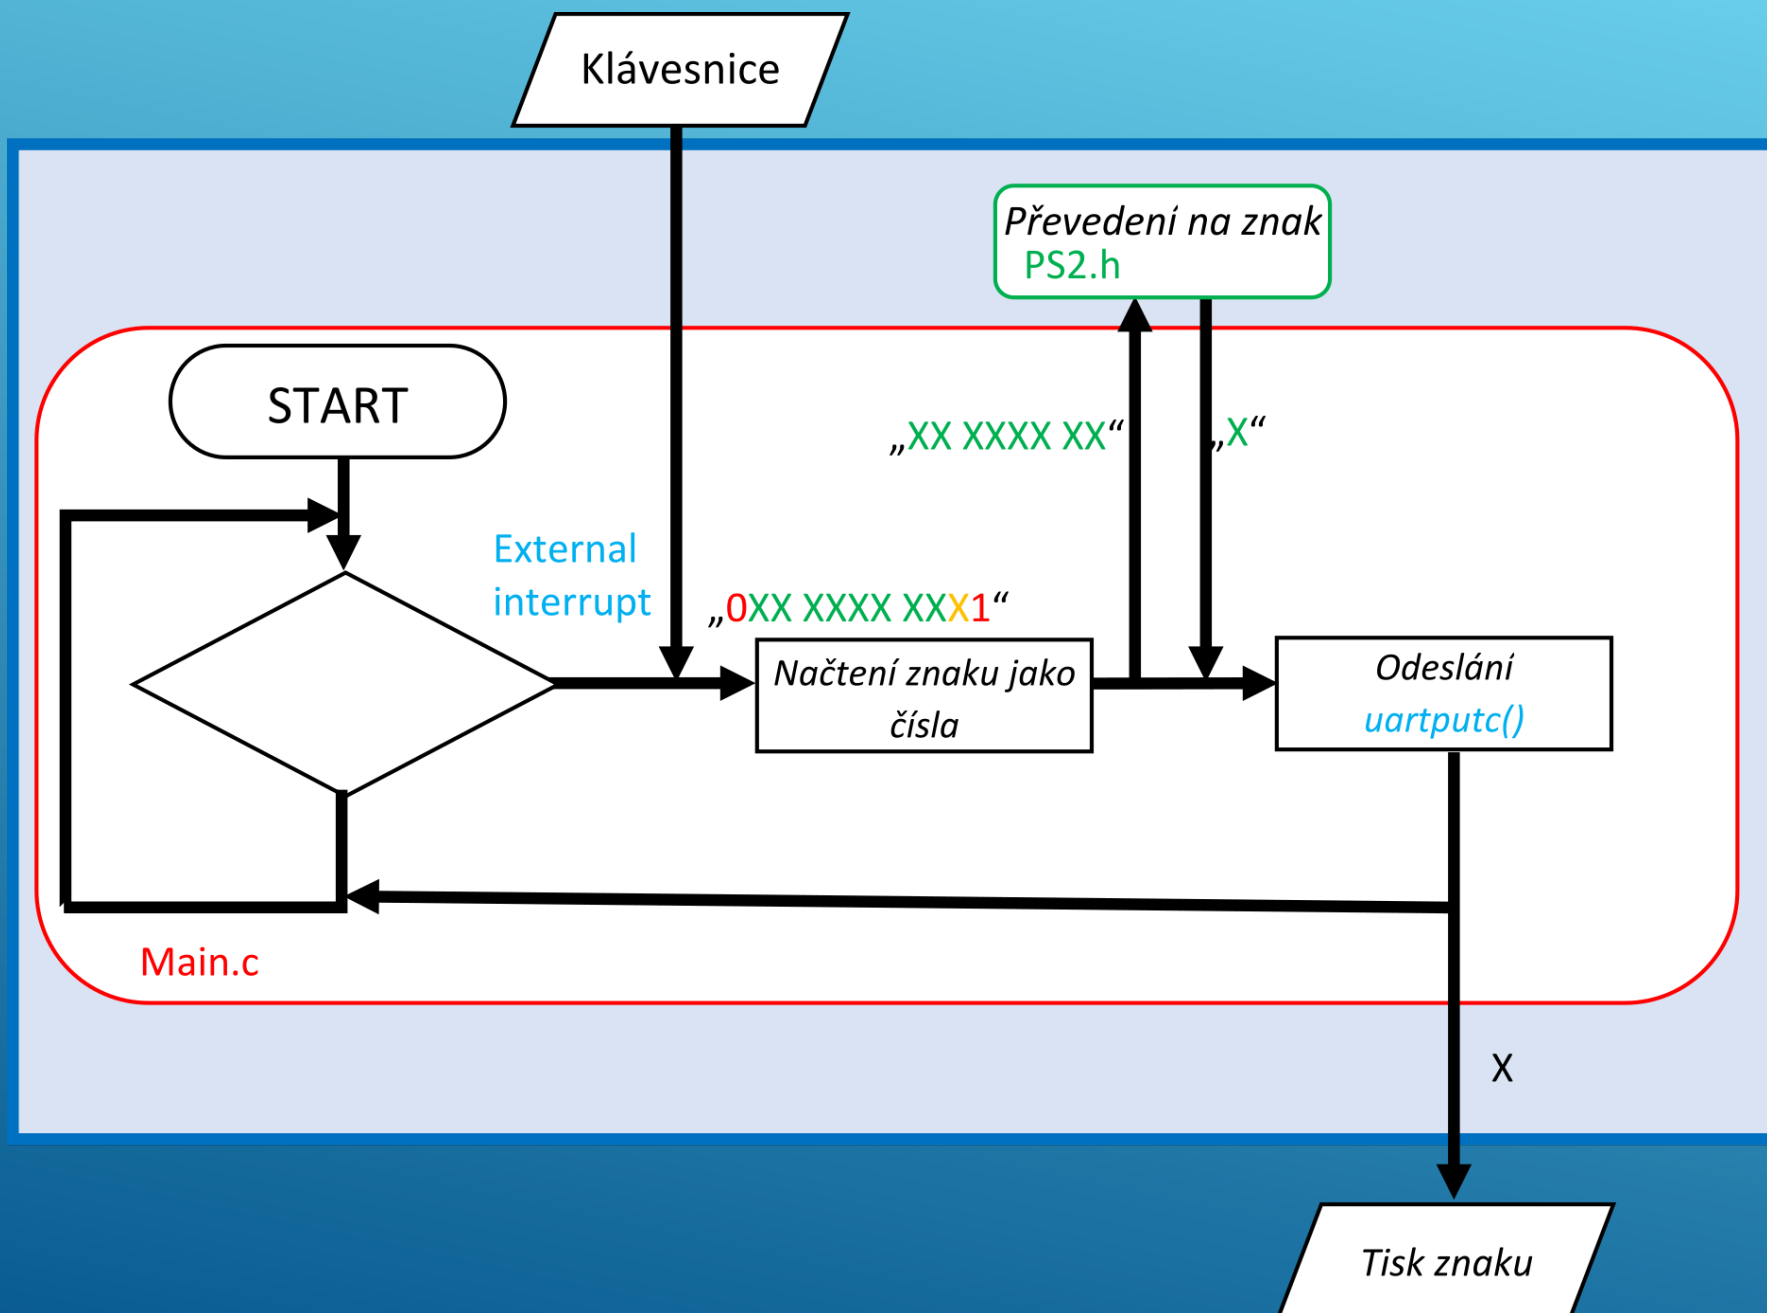 Klávesnice
Převedení na znak
PS2.h
START
„XX XXXX XX“
„X“
External
interrupt
„0XX XXXX XXX1“
Načtení znaku jako
čísla
Odeslání
uartputc()
Main.c
X
Tisk znaku